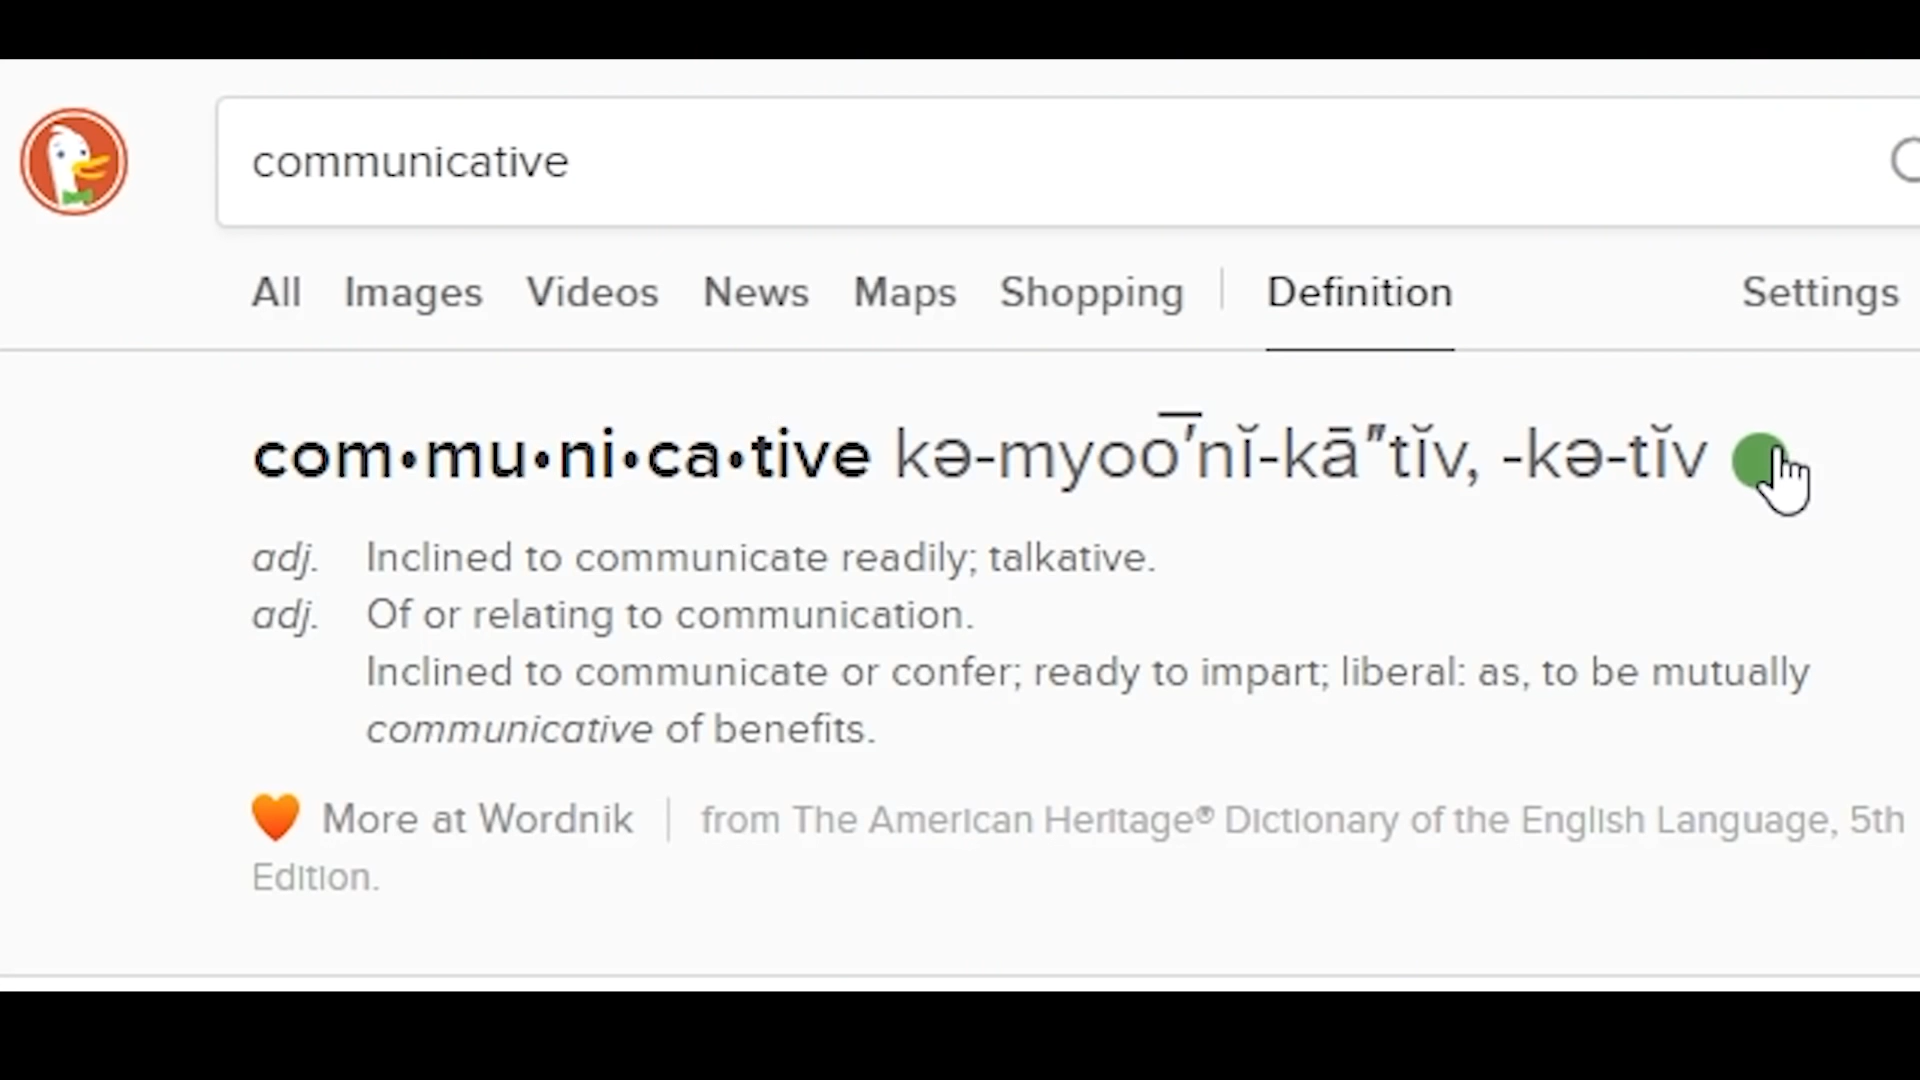 communicative
All Images Videos News Maps Shopping Definition Settings
com•mu•ni•ca•tive kə-myo͞o′nĭ-kā″tĭv, -kə-tĭv
adj. Inclined to communicate readily; talkative.
adj. Of or relating to communication.
Inclined to communicate or confer; ready to impart; liberal: as, to be mutually
communicative of benefits.
More at Wordnik from The American Heritage® Dictionary of the English Language, 5th
Edition.